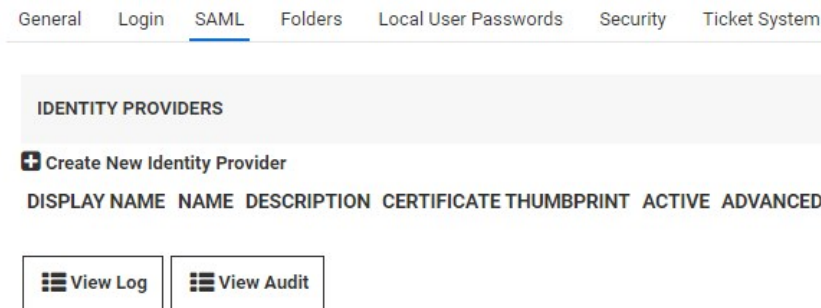 General Login SAML Folders Local User Passwords Security Ticket System
IDENTITY PROVIDERS
Create New Identity Provider
DISPLAY NAME NAME DESCRIPTION CERTIFICATE THUMBPRINT ACTIVE ADVANCED
View Log View Audit